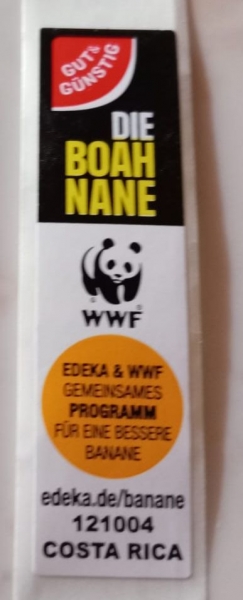 GUT &
GÜNSTIG
DIE
BOAH
NANE
WWF
EDEKA & WWF
GEMEINSAMES
PROGRAMM
FÜR EINE BESSERE
BANANE
edeka.de/banane
121004
COSTA RICA